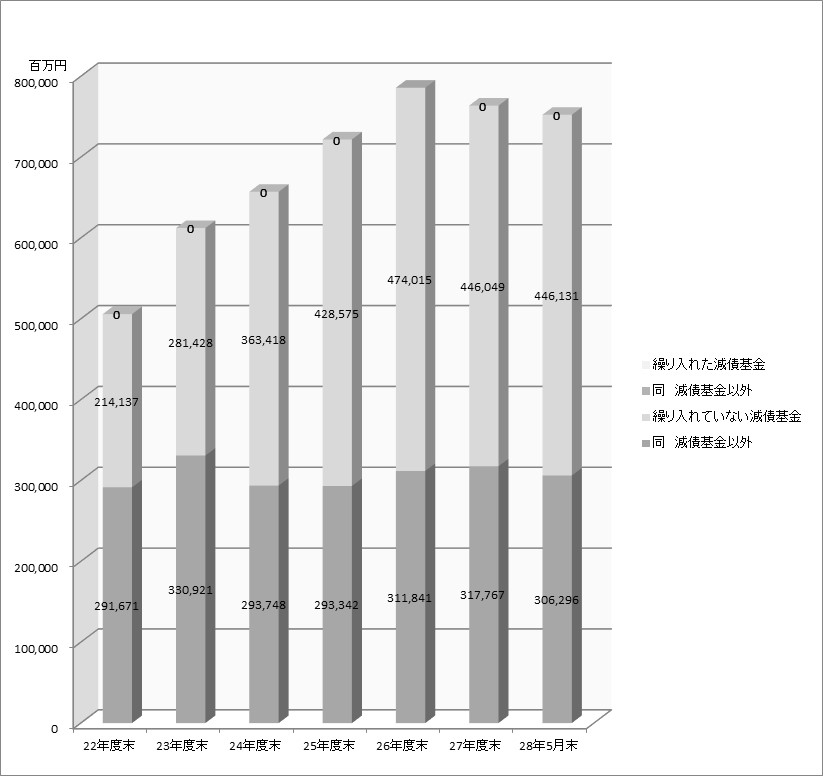 百万円
800,000
700,000
600,000
500,000
400,000
300,000
200,000
100,000
0
0 0 0 0 0 0
214,137 281,428 363,418 428,575 474,015 446,049 446,131
291,671 330,921 293,748 293,342 311,841 317,767 306,296
22年度末 23年度末 24年度末 25年度末 26年度末 27年度末 28年5月末
繰り入れた減債基金
同　減債基金以外
繰り入れていない減債基金
同　減債基金以外